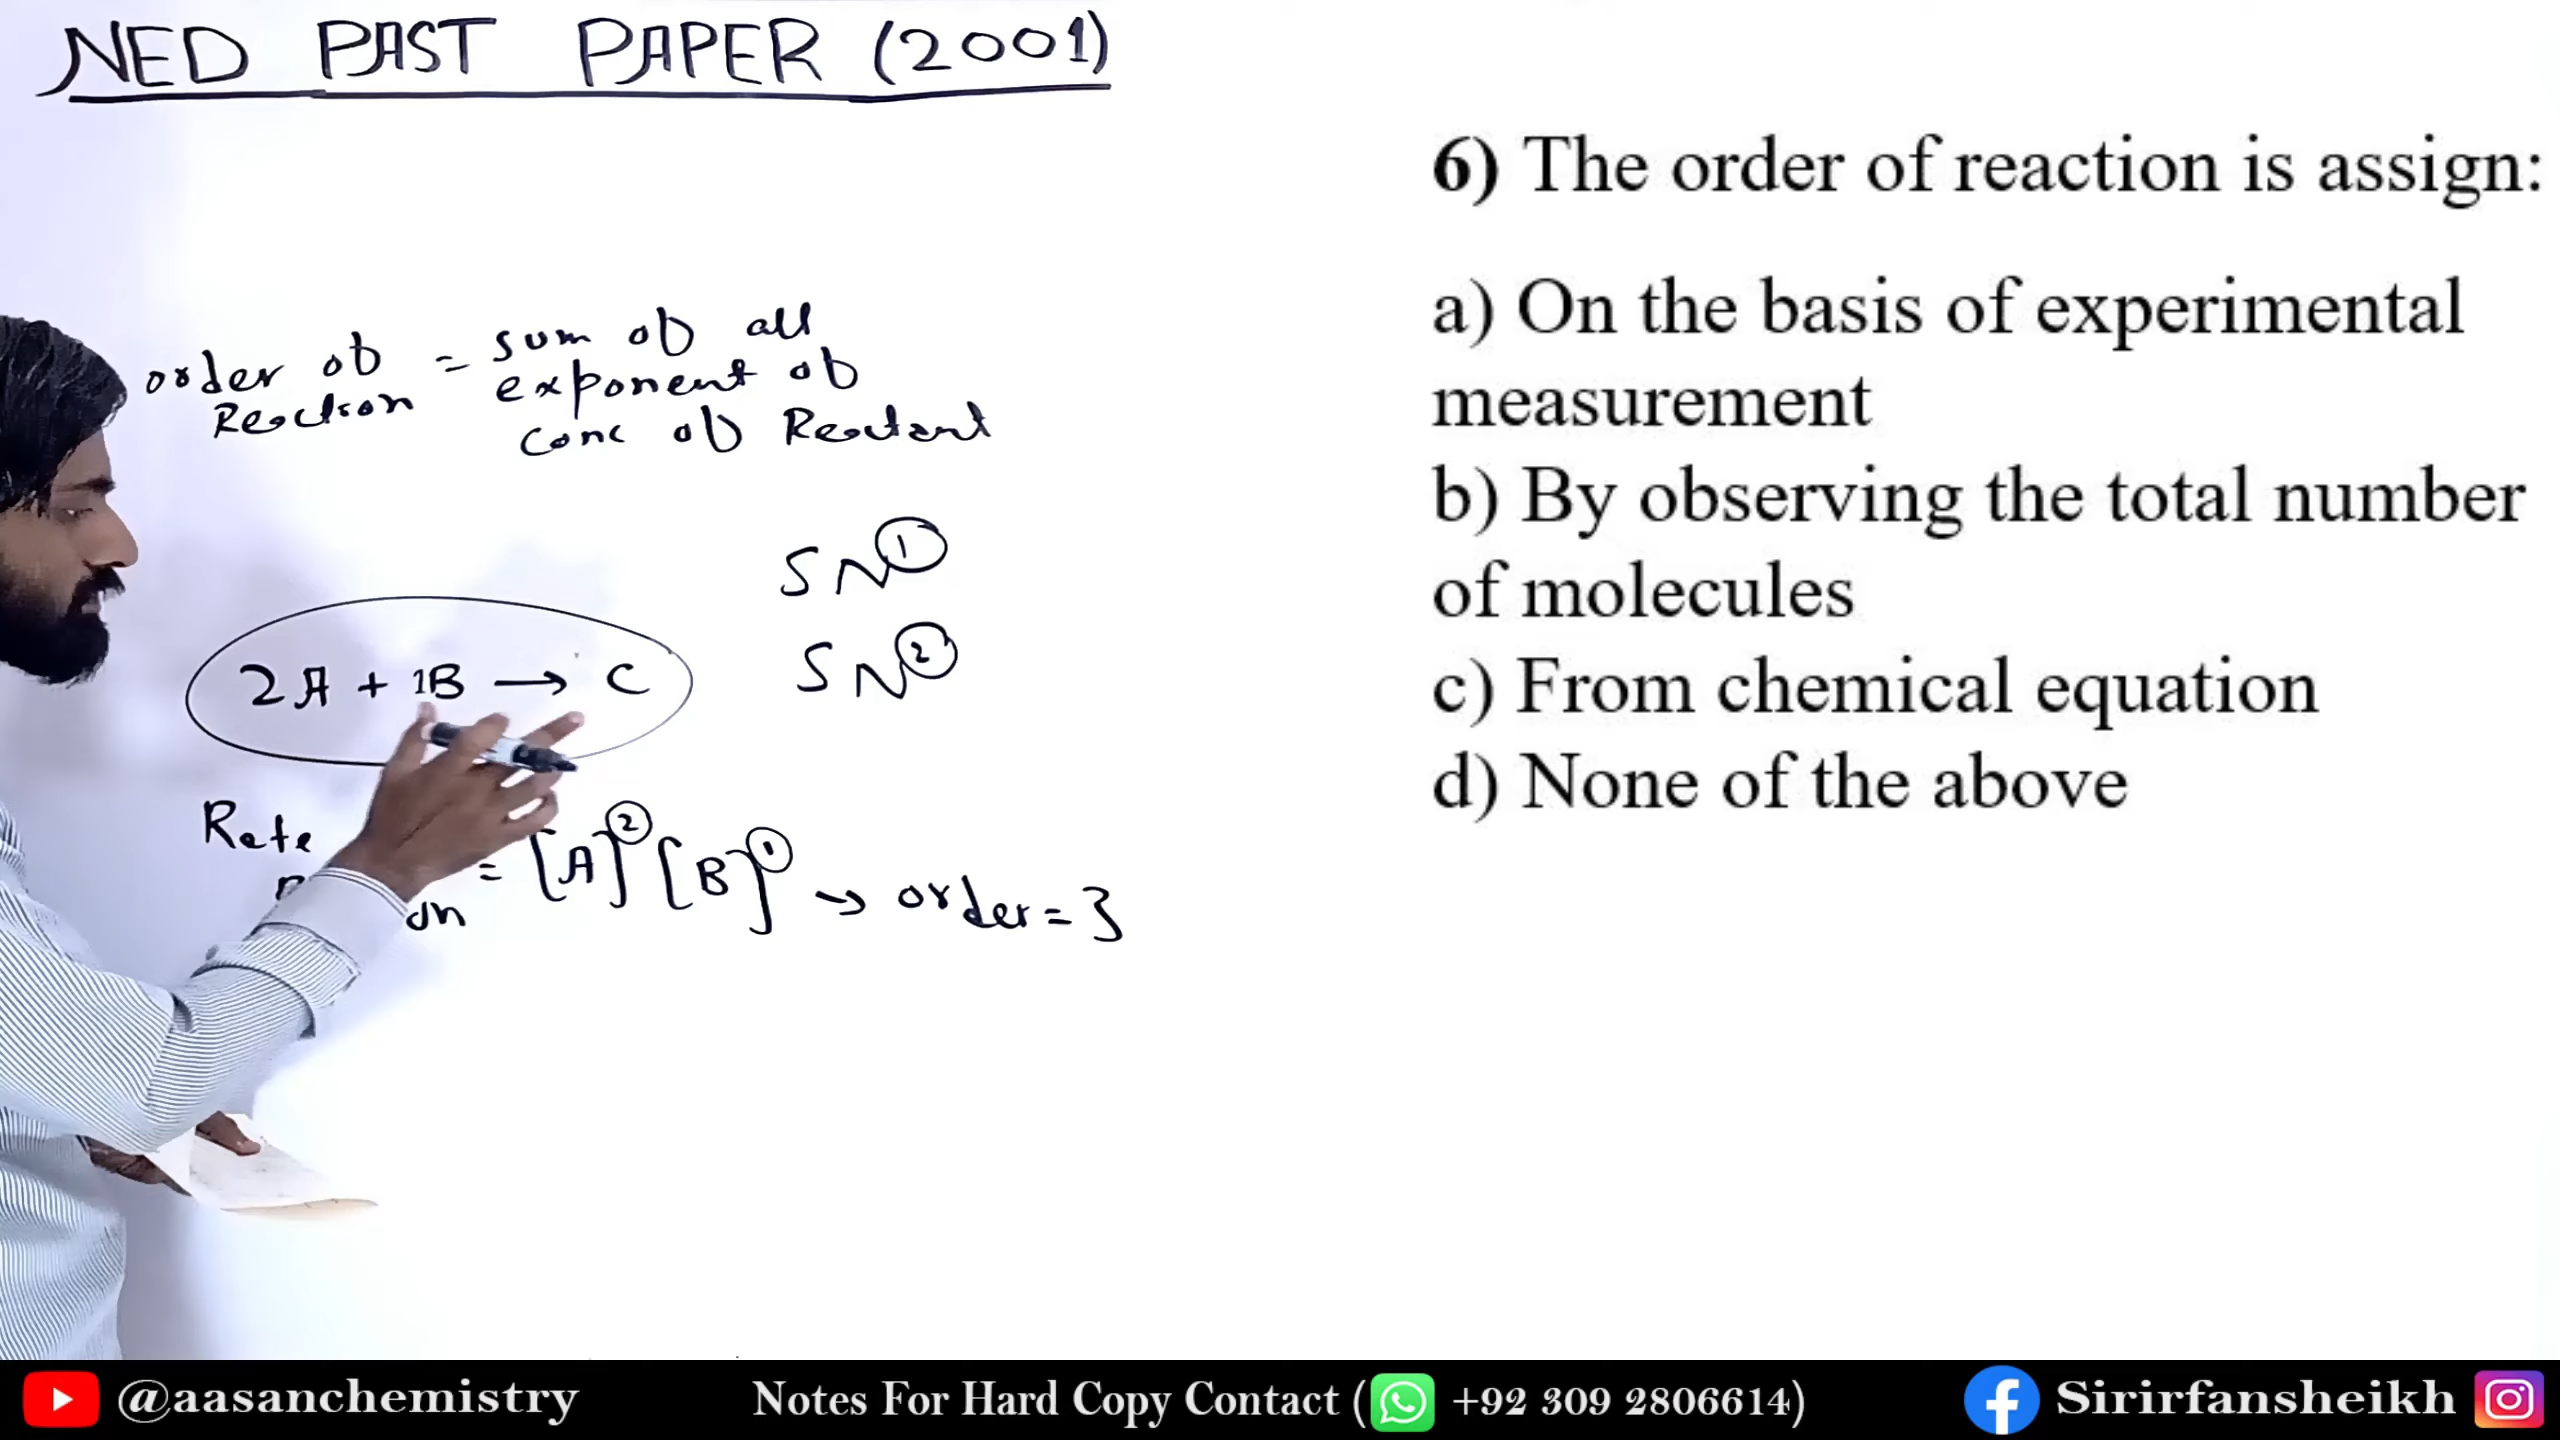 NED PAST PAPER (2001)
6) The order of reaction is assign:
a) On the basis of experimental
measurement
b) By observing the total number
of molecules
c) From chemical equation
d) None of the above
order of = sum of all
Reaction exponent of
conc of Reactant
SN①
SN②
2A + 1B → C
Rate
= [A]② [B]① → order = 3
@aasanchemistry
Notes For Hard Copy Contact ( +92 309 2806614)
Sirirfansheikh